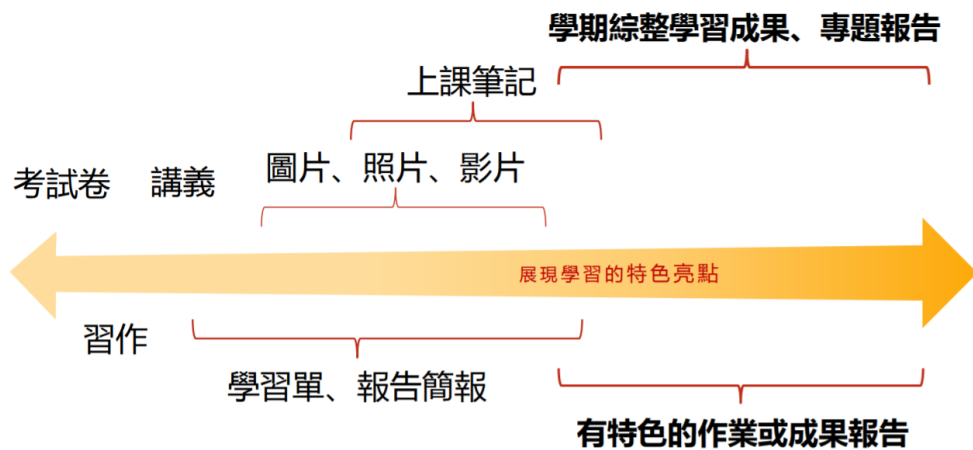 學期綜整學習成果、專題報告
上課筆記
圖片、照片、影片
考試卷 講義
展現學習的特色亮點
習作
學習單、報告簡報
有特色的作業或成果報告